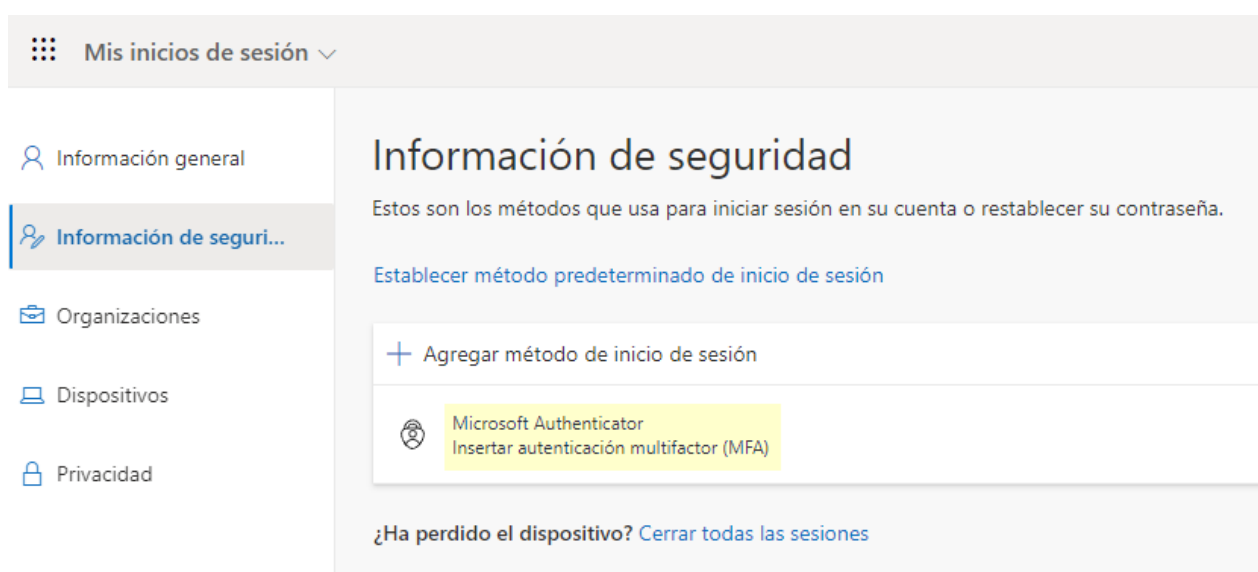 Mis inicios de sesión
Información general
Información de seguri...
Organizaciones
Dispositivos
Privacidad
Información de seguridad
Estos son los métodos que usa para iniciar sesión en su cuenta o restablecer su contraseña.
Establecer método predeterminado de inicio de sesión
Agregar método de inicio de sesión
Microsoft Authenticator
Insertar autenticación multifactor (MFA)
¿Ha perdido el dispositivo? Cerrar todas las sesiones